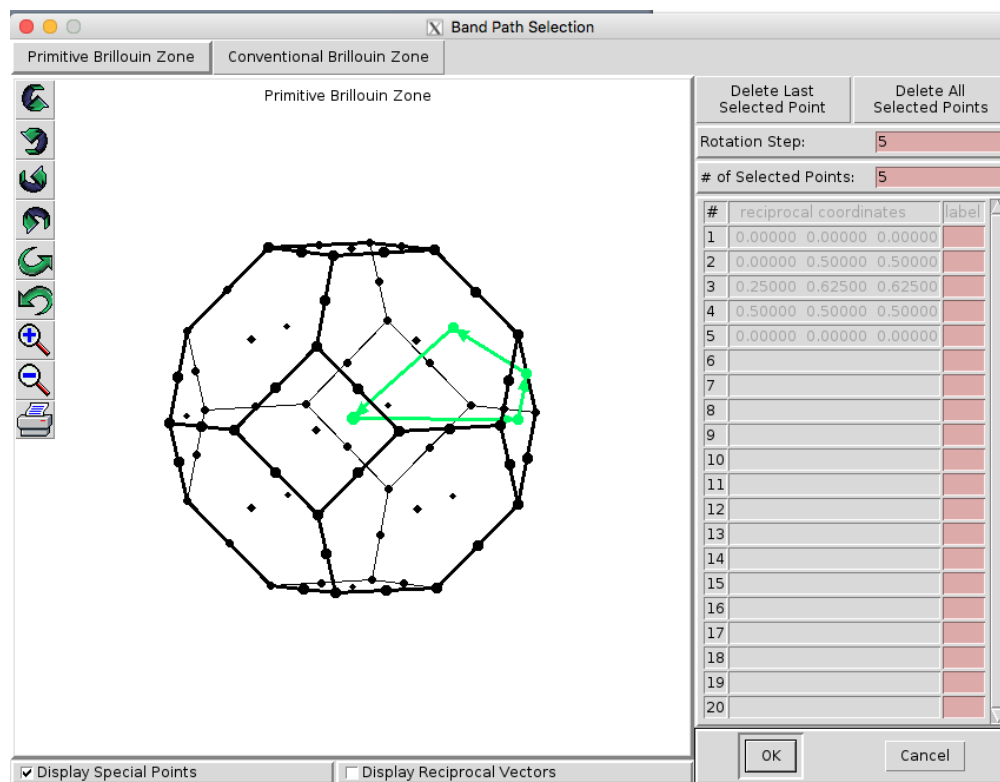 Band Path Selection
Primitive Brillouin Zone
Conventional Brillouin Zone
Primitive Brillouin Zone
Delete Last
Selected Point
Delete All
Selected Points
Rotation Step:
5
# of Selected Points:
5
# reciprocal coordinates label
1 0.00000 0.00000 0.00000
2 0.00000 0.50000 0.50000
3 0.25000 0.62500 0.62500
4 0.50000 0.50000 0.50000
5 0.00000 0.00000 0.00000
6
7
8
9
10
11
12
13
14
15
16
17
18
19
20
Display Special Points
Display Reciprocal Vectors
OK
Cancel